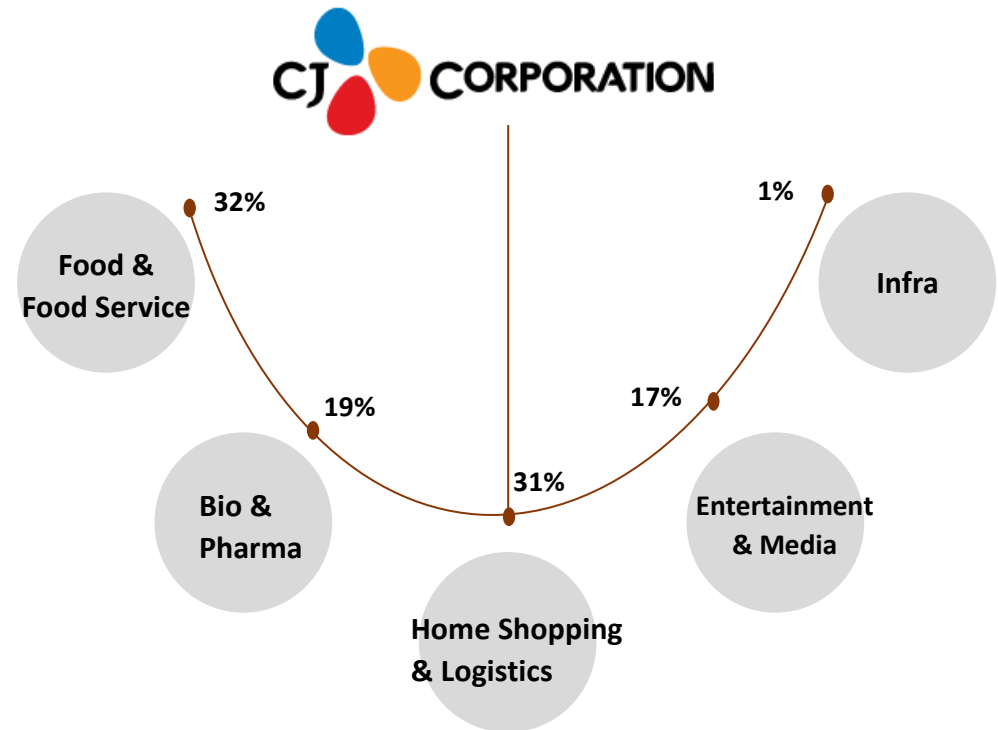 CJ CORPORATION
32%
1%
Food &
Food Service
Infra
19%
17%
Bio &
Pharma
31%
Entertainment
& Media
Home Shopping
& Logistics